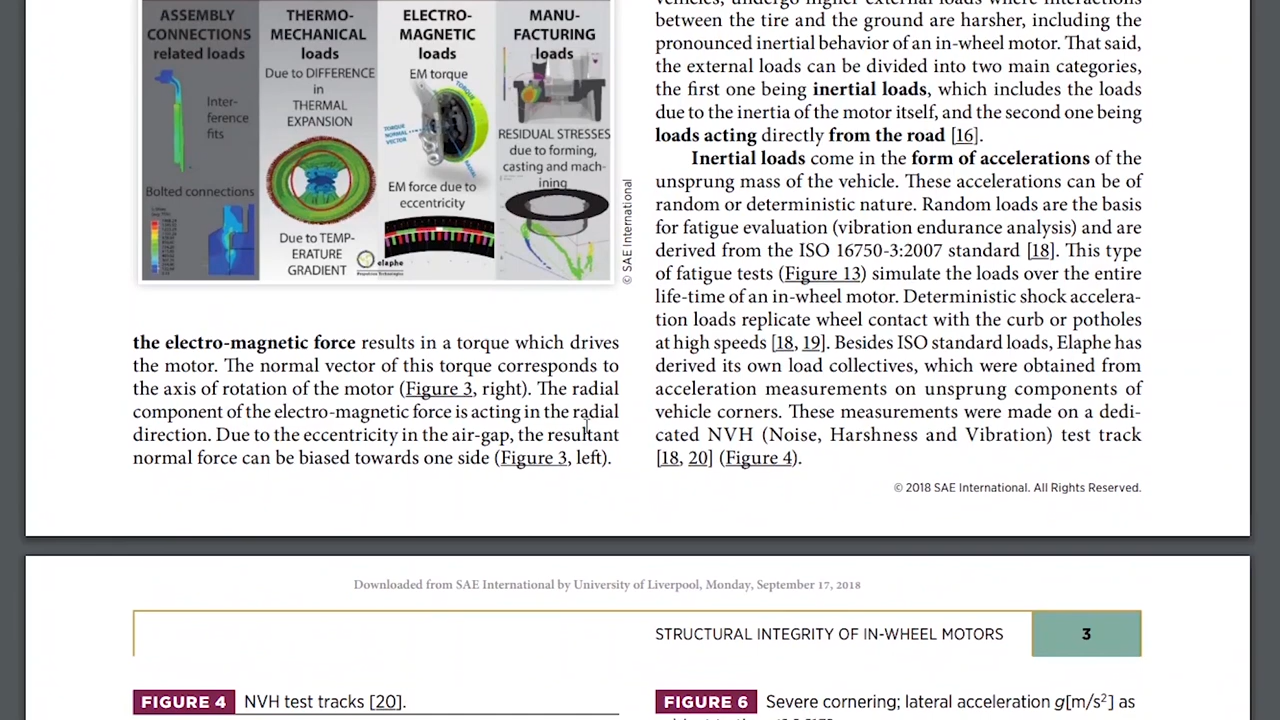 ASSEMBLY
CONNECTIONS
related loads
Inter-
ference
fits
Bolted connections
THERMO-
MECHANICAL
loads
Due to DIFFERENCE
in
THERMAL
EXPANSION
Due to TEMP-
ERATURE
GRADIENT
ELECTRO-
MAGNETIC
loads
EM torque
TORQUE
TORQUE
NORMAL
VECTOR
EM force due to
eccentricity
elaphe
MANU-
FACTURING
loads
RESIDUAL STRESSES
due to forming,
casting and mach-
ining
© SAE International
the electro-magnetic force results in a torque which drives
the motor. The normal vector of this torque corresponds to
the axis of rotation of the motor (Figure 3, right). The radial
component of the electro-magnetic force is acting in the radial
direction. Due to the eccentricity in the air-gap, the resultant
normal force can be biased towards one side (Figure 3, left).
vehicles, undergo higher external loads where interactions
between the tire and the ground are harsher, including the
pronounced inertial behavior of an in-wheel motor. That said,
the external loads can be divided into two main categories,
the first one being inertial loads, which includes the loads
due to the inertia of the motor itself, and the second one being
loads acting directly from the road [16].
Inertial loads come in the form of accelerations of the
unsprung mass of the vehicle. These accelerations can be of
random or deterministic nature. Random loads are the basis
for fatigue evaluation (vibration endurance analysis) and are
derived from the ISO 16750-3:2007 standard [18]. This type
of fatigue tests (Figure 13) simulate the loads over the entire
life-time of an in-wheel motor. Deterministic shock accelera-
tion loads replicate wheel contact with the curb or potholes
at high speeds [18, 19]. Besides ISO standard loads, Elaphe has
derived its own load collectives, which were obtained from
acceleration measurements on unsprung components of
vehicle corners. These measurements were made on a dedi-
cated NVH (Noise, Harshness and Vibration) test track
[18, 20] (Figure 4).
© 2018 SAE International. All Rights Reserved.
Downloaded from SAE International by University of Liverpool, Monday, September 17, 2018
STRUCTURAL INTEGRITY OF IN-WHEEL MOTORS
3
FIGURE 4 NVH test tracks [20].
FIGURE 6 Severe cornering; lateral acceleration g[m/s²] as